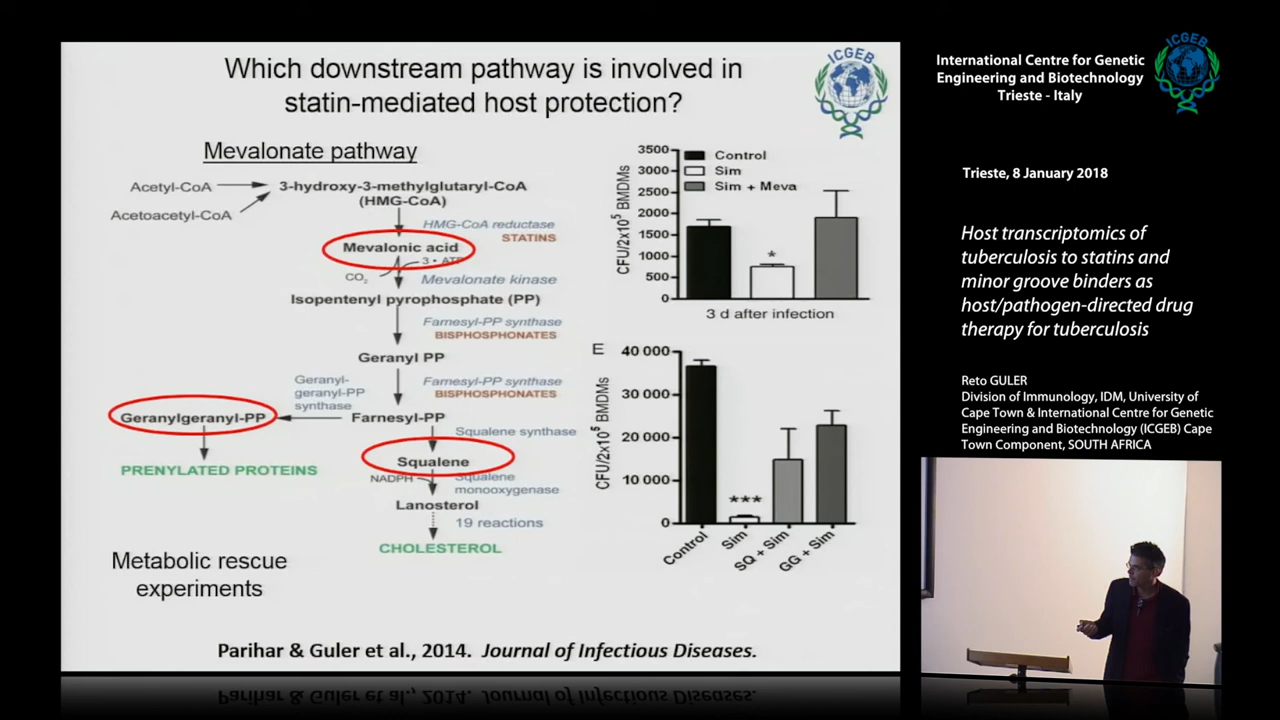 Which downstream pathway is involved in
statin-mediated host protection?
ICGEB
Mevalonate pathway
Acetyl-CoA
Acetoacetyl-CoA
3-hydroxy-3-methylglutaryl-CoA
(HMG-CoA)
HMG-CoA reductase
STATINS
Mevalonic acid
3 • ATP
CO2
Mevalonate kinase
Isopentenyl pyrophosphate (PP)
Farnesyl-PP synthase
BISPHOSPHONATES
Geranyl PP
Farnesyl-PP synthase
BISPHOSPHONATES
Geranyl-
geranyl-PP
synthase
Geranylgeranyl-PP
Farnesyl-PP
Squalene synthase
PRENYLATED PROTEINS
Squalene
NADPH
Squalene
monooxygenase
Lanosterol
19 reactions
CHOLESTEROL
Metabolic rescue
experiments
CFU/2x10⁵ BMDMs
3500
3000
2500
2000
1500
1000
500
0
Control
Sim
Sim + Meva
*
3 d after infection
E
CFU/2x10⁵ BMDMs
40 000
30 000
20 000
10 000
0
***
Control
Sim
SQ + Sim
GG + Sim
Parihar & Guler et al., 2014. Journal of Infectious Diseases.
International Centre for Genetic
Engineering and Biotechnology
Trieste - Italy
ICGEB
Trieste, 8 January 2018
Host transcriptomics of
tuberculosis to statins and
minor groove binders as
host/pathogen-directed drug
therapy for tuberculosis
Reto GULER
Division of Immunology, IDM, University of
Cape Town & International Centre for Genetic
Engineering and Biotechnology (ICGEB) Cape
Town Component, SOUTH AFRICA